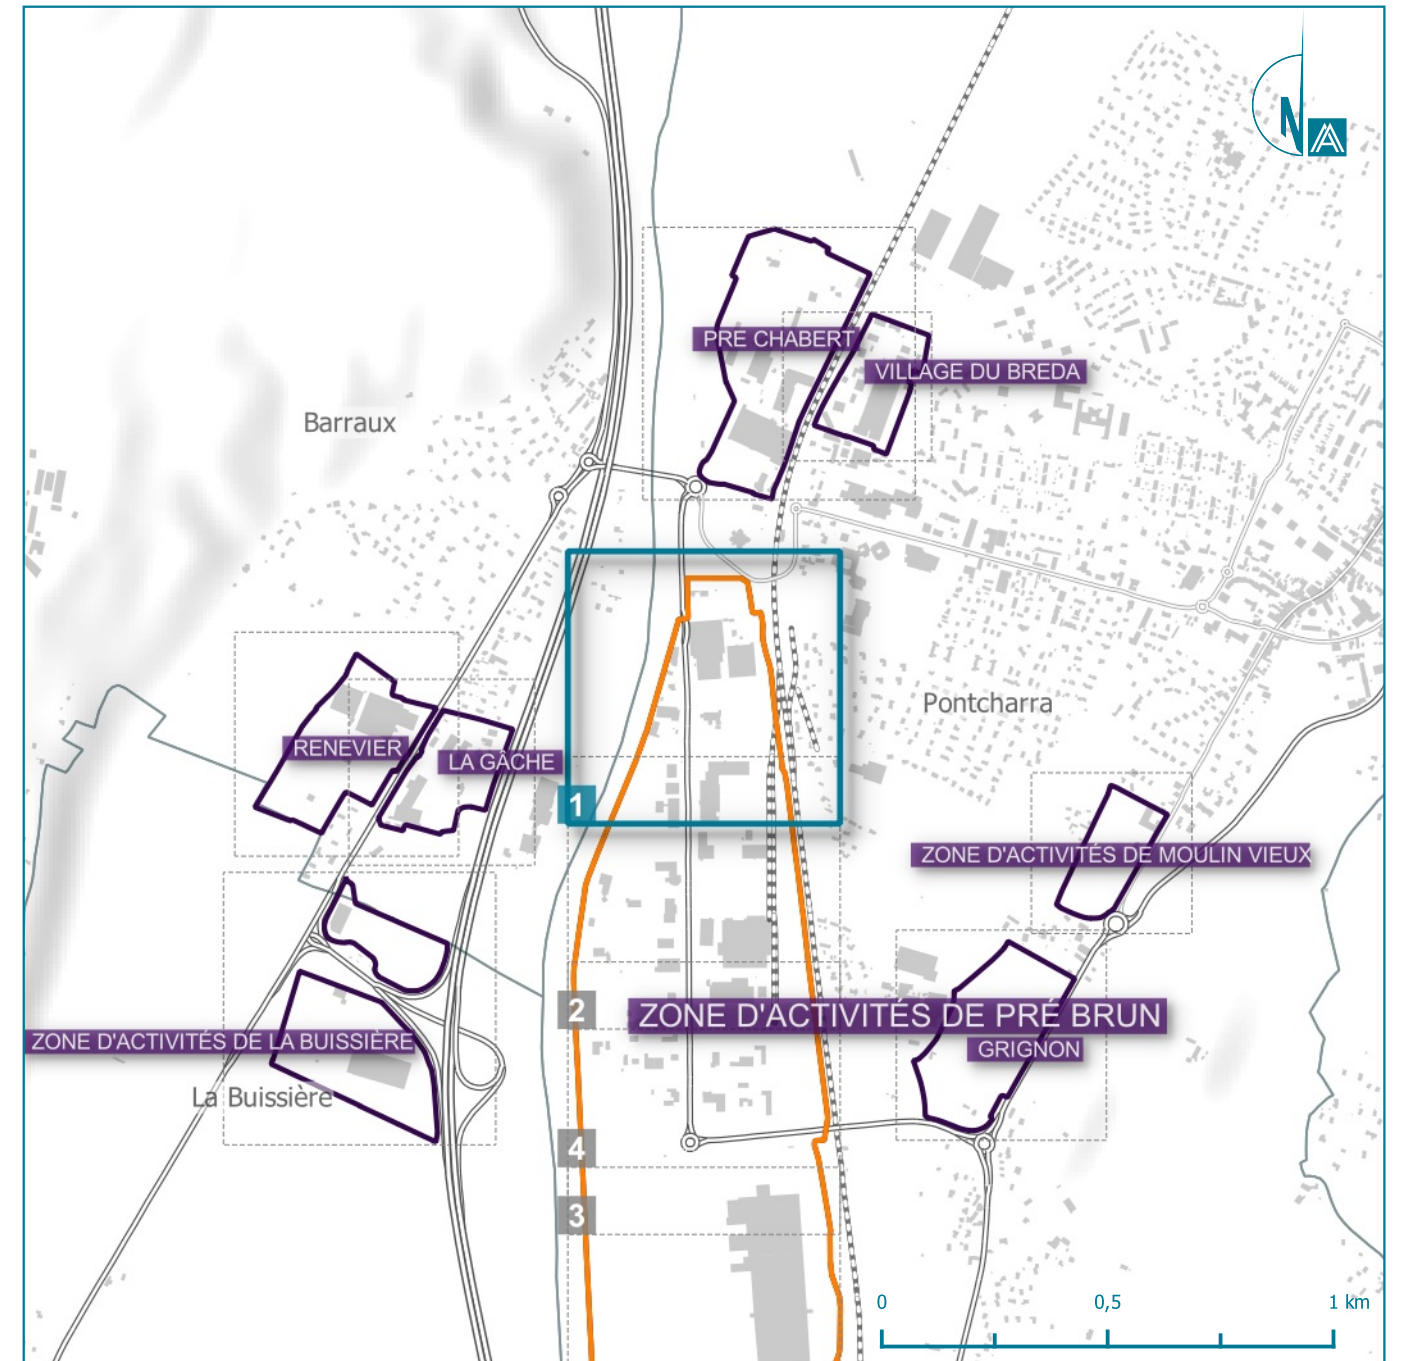 N
PRE CHABERT
VILLAGE DU BREDA
Barraux
Pontcharra
RENEVIER
LA GÂCHE
1
ZONE D'ACTIVITÉS DE MOULIN VIEUX
2
ZONE D'ACTIVITÉS DE PRÉ BRUN
ZONE D'ACTIVITÉS DE LA BUISSIÈRE
GRIGNON
La Buissière
4
3
0 0,5 1 km